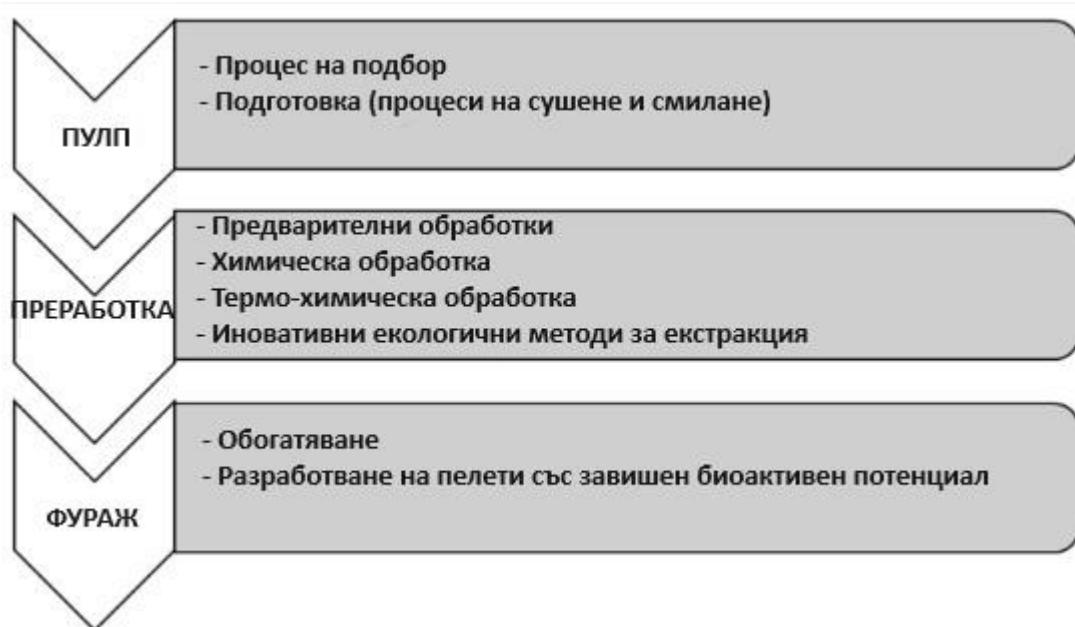 ПУЛП
- Процес на подбор
- Подготовка (процеси на сушене и смилане)
ПРЕРАБОТКА
- Предварителни обработки
- Химическа обработка
- Термо-химическа обработка
- Иновативни екологични методи за екстракция
ФУРАЖ
- Обогатяване
- Разработване на пелети със завишен биоактивен потенциал